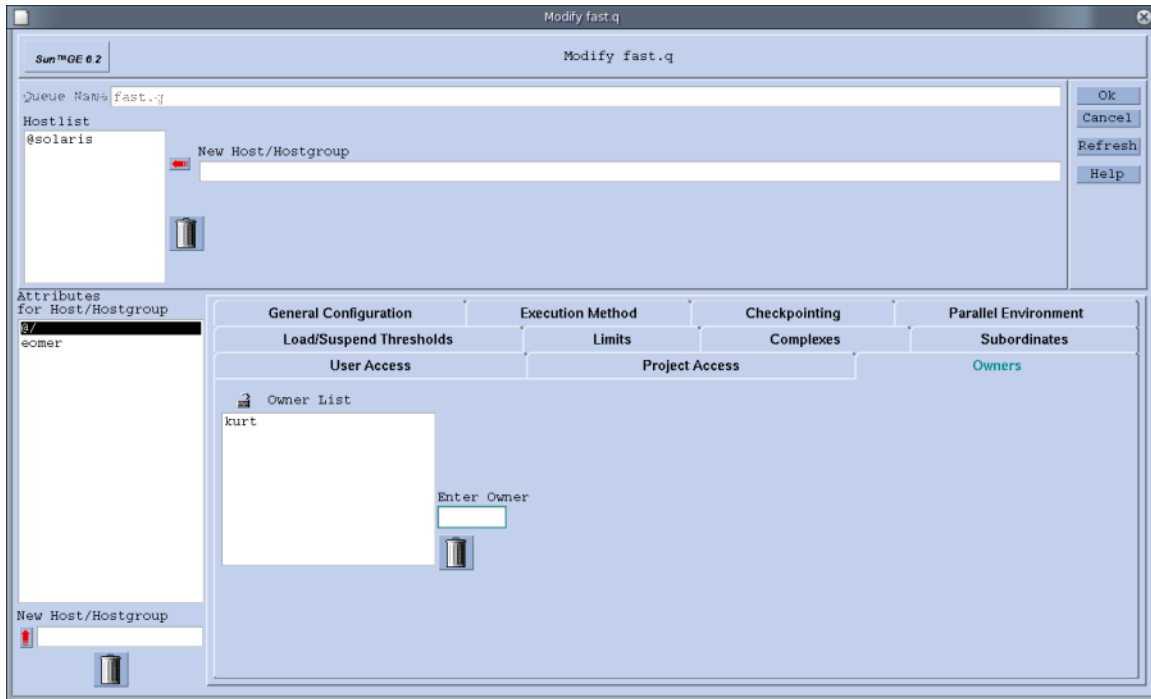 Modify fast.q
Sun™GE 6.2
Modify fast.q
Queue Name fast.q
Ok
Hostlist
Cancel
@solaris
New Host/Hostgroup
Refresh
Help
Attributes
for Host/Hostgroup
@/
eomer
General Configuration Execution Method Checkpointing Parallel Environment
Load/Suspend Thresholds Limits Complexes Subordinates
User Access Project Access Owners
Owner List
kurt
Enter Owner
New Host/Hostgroup